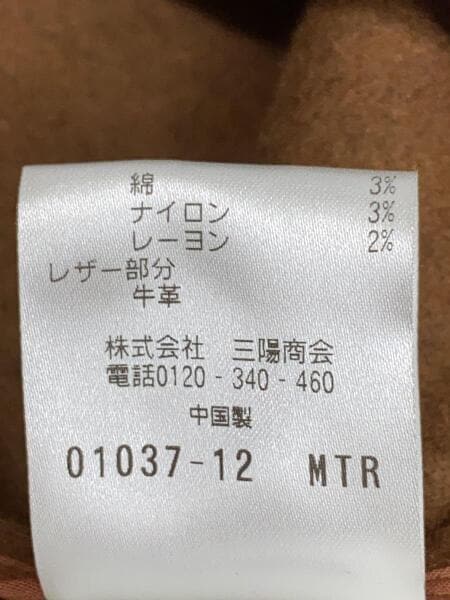 綿 3%
ナイロン 3%
レーヨン 2%
レザー部分
牛革
株式会社 三陽商会
電話0120-340-460
中国製
01037-12 MTR